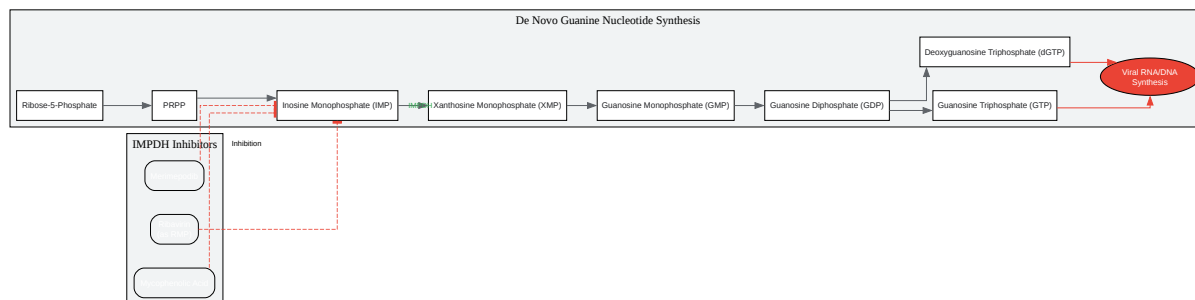 De Novo Guanine Nucleotide Synthesis
Deoxyguanosine Triphosphate (dGTP)
Viral RNA/DNA
Synthesis
Ribose-5-Phosphate
PRPP
Inosine Monophosphate (IMP)
Xanthosine Monophosphate (XMP)
Guanosine Monophosphate (GMP)
Guanosine Diphosphate (GDP)
Guanosine Triphosphate (GTP)
IMPDH Inhibitors
Inhibition